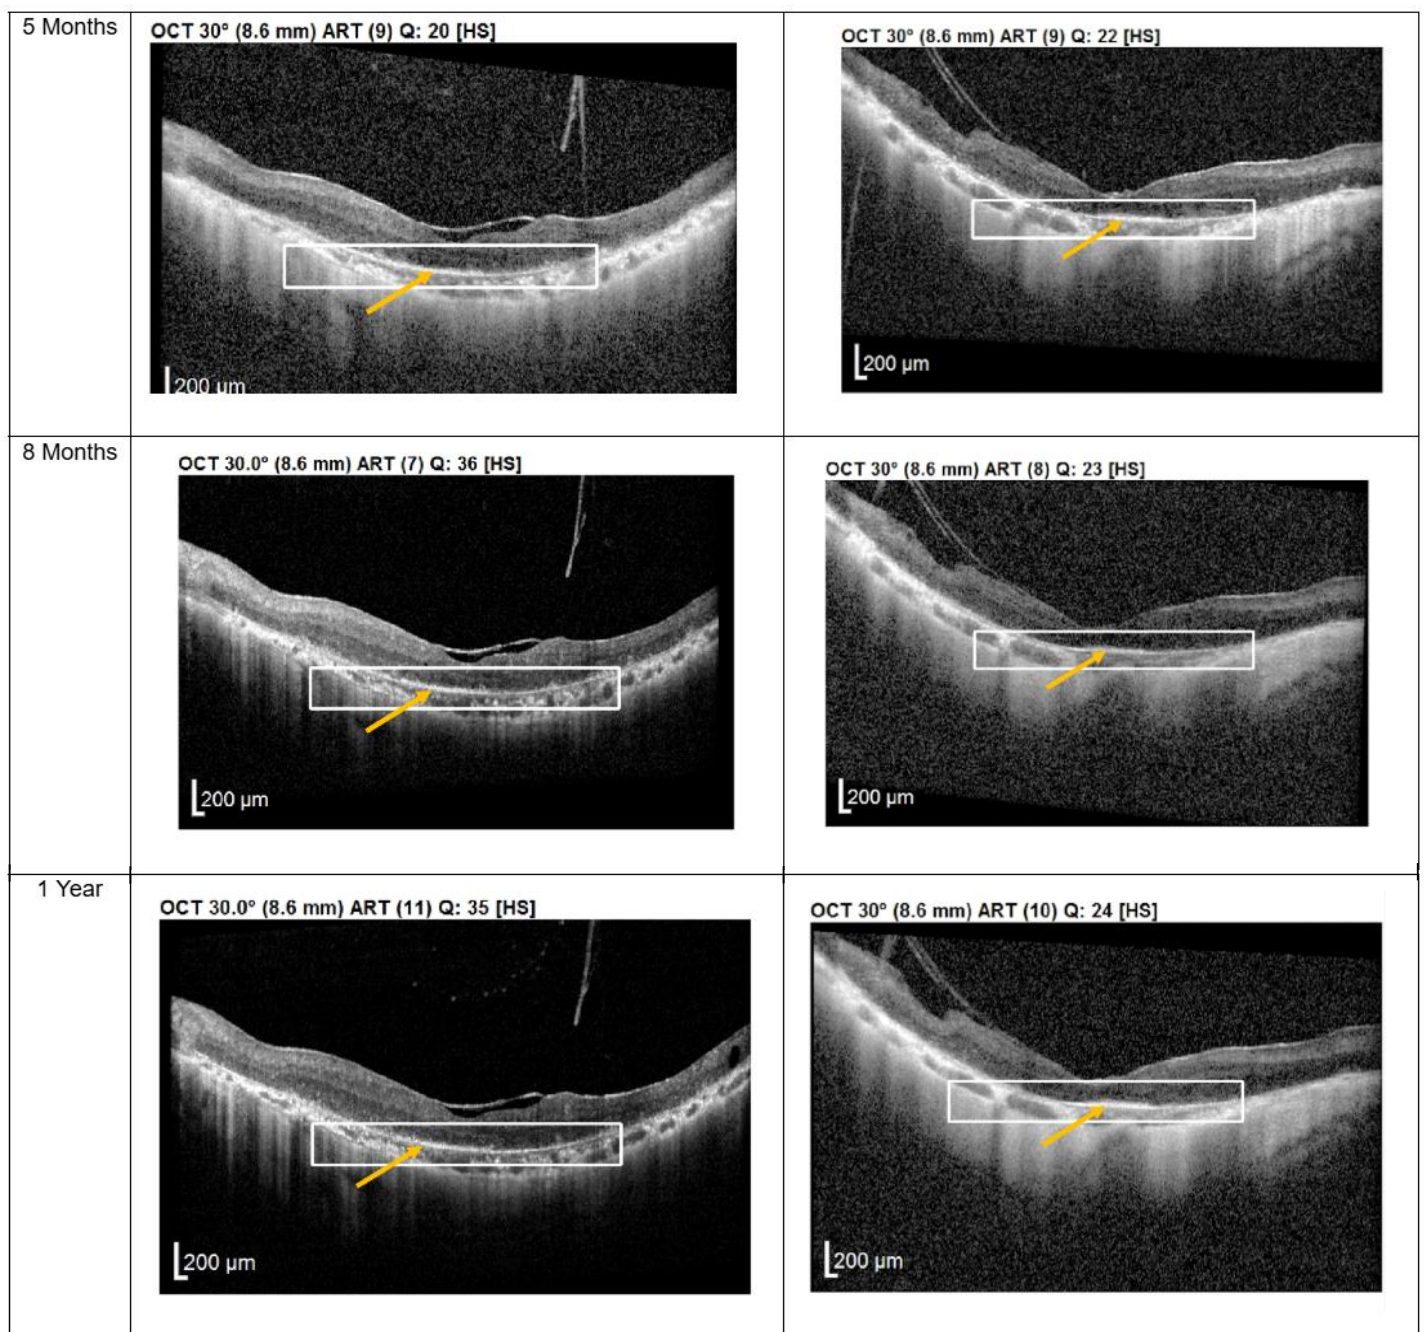 5 Months
OCT 30° (8.6 mm) ART (9) Q: 20 [HS]
OCT 30° (8.6 mm) ART (9) Q: 22 [HS]
200 µm
200 µm
8 Months
OCT 30.0° (8.6 mm) ART (7) Q: 36 [HS]
OCT 30° (8.6 mm) ART (8) Q: 23 [HS]
200 µm
200 µm
1 Year
OCT 30.0° (8.6 mm) ART (11) Q: 35 [HS]
OCT 30° (8.6 mm) ART (10) Q: 24 [HS]
200 µm
200 µm